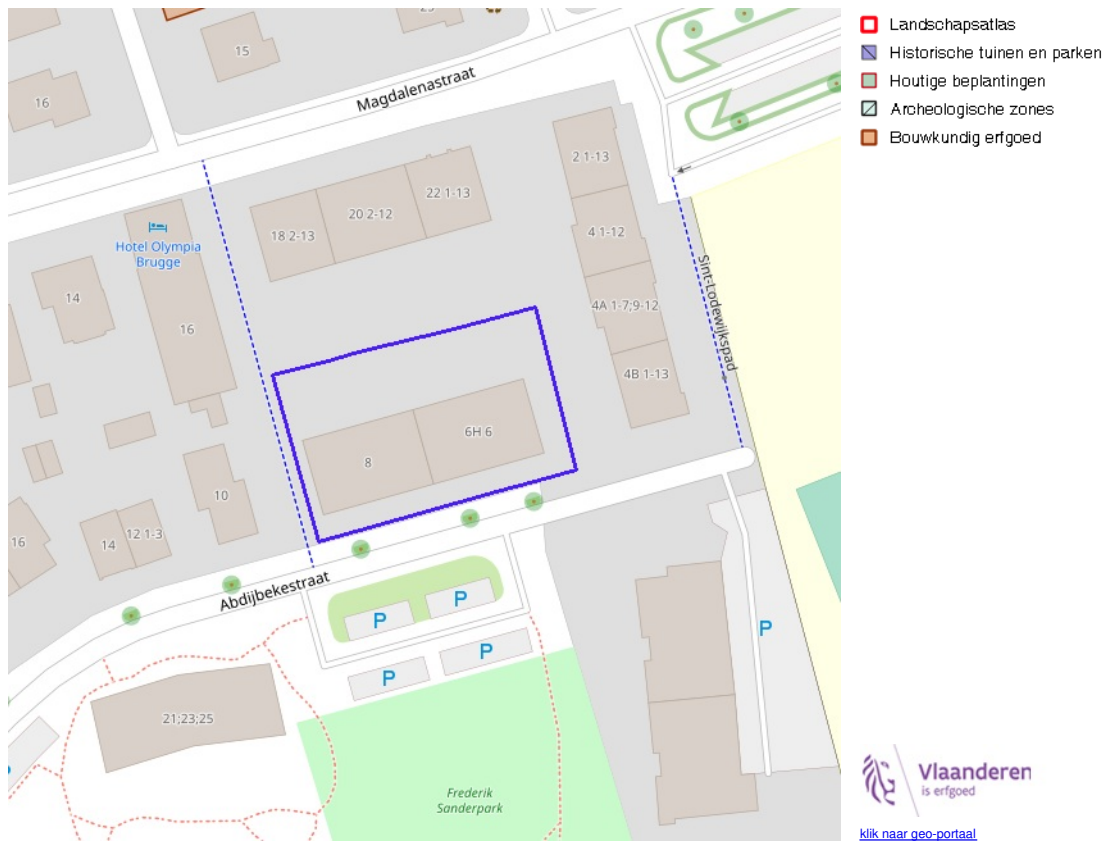 15
25
16
Magdalenastraat
2 1-13
22 1-13
20 2-12
18 2-13
4 1-12
Hotel Olympia
Brugge
14
16
4A 1-7;9-12
Sint-Lodewijkspad
4B 1-13
6H 6
8
10
16
14
12 1-3
Abdijbekestraat
P
P
P
P
P
21;23;25
Frederik
Sanderpark
Landschapsatlas
Historische tuinen en parken
Houtige beplantingen
Archeologische zones
Bouwkundig erfgoed
Vlaanderen
is erfgoed
klik naar geo-portaal